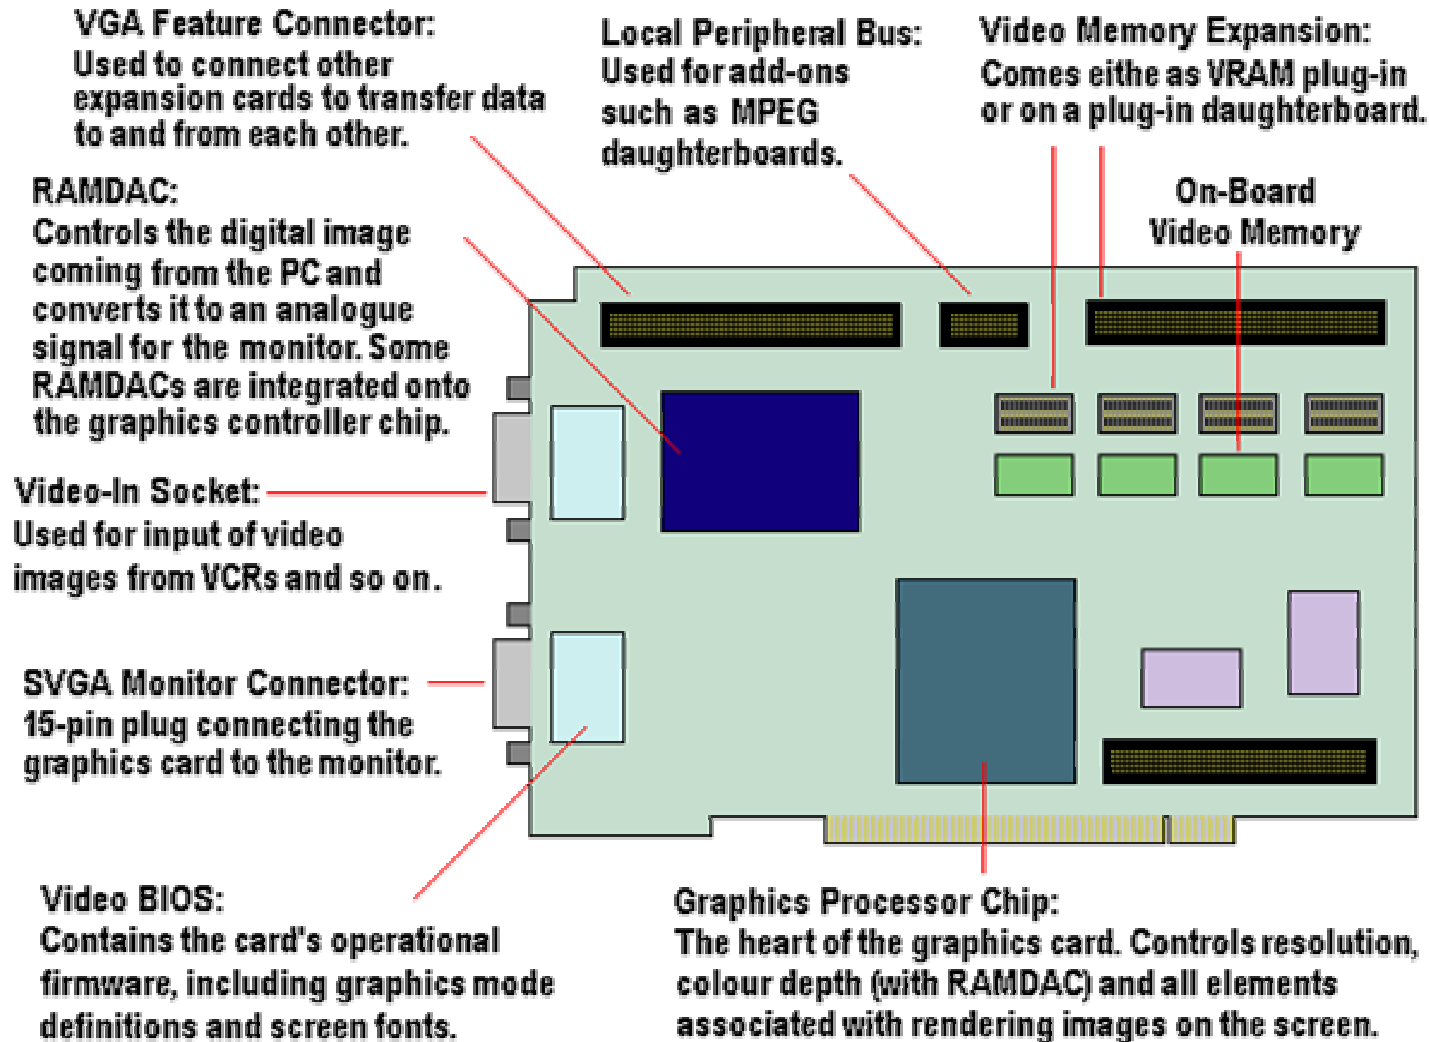 VGA Feature Connector:
Used to connect other
expansion cards to transfer data
to and from each other.
Local Peripheral Bus:
Used for add-ons
such as MPEG
daughterboards.
Video Memory Expansion:
Comes eithe as VRAM plug-in
or on a plug-in daughterboard.
On-Board
Video Memory
RAMDAC:
Controls the digital image
coming from the PC and
converts it to an analogue
signal for the monitor. Some
RAMDACs are integrated onto
the graphics controller chip.
Video-In Socket:
Used for input of video
images from VCRs and so on.
SVGA Monitor Connector:
15-pin plug connecting the
graphics card to the monitor.
Video BIOS:
Contains the card's operational
firmware, including graphics mode
definitions and screen fonts.
Graphics Processor Chip:
The heart of the graphics card. Controls resolution,
colour depth (with RAMDAC) and all elements
associated with rendering images on the screen.